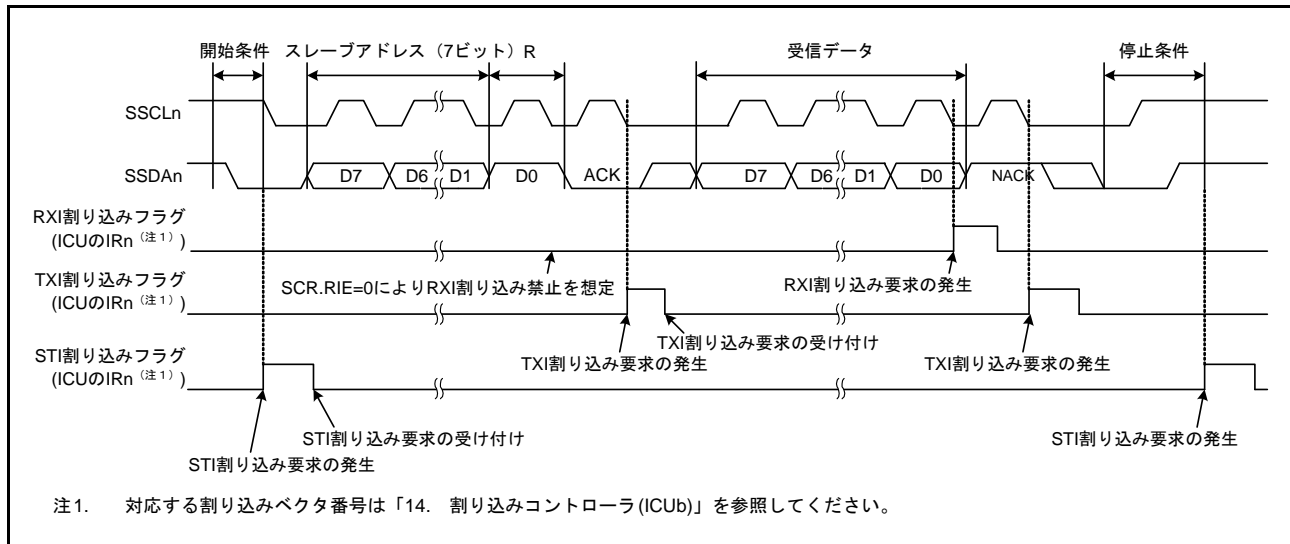 開始条件 スレーブアドレス（7ビット）R 受信データ 停止条件
SSCLn
SSDAn D7 D6 D1 D0 ACK D7 D6 D1 D0 NACK
RXI割り込みフラグ
(ICUのIRn（注1）)
SCR.RIE=0によりRXI割り込み禁止を想定 RXI割り込み要求の発生
TXI割り込みフラグ
(ICUのIRn（注1）)
TXI割り込み要求の受け付け
TXI割り込み要求の発生 TXI割り込み要求の発生
STI割り込みフラグ
(ICUのIRn（注1）)
STI割り込み要求の受け付け STI割り込み要求の発生
STI割り込み要求の発生
注1. 対応する割り込みベクタ番号は「14. 割り込みコントローラ(ICUb)」を参照してください。